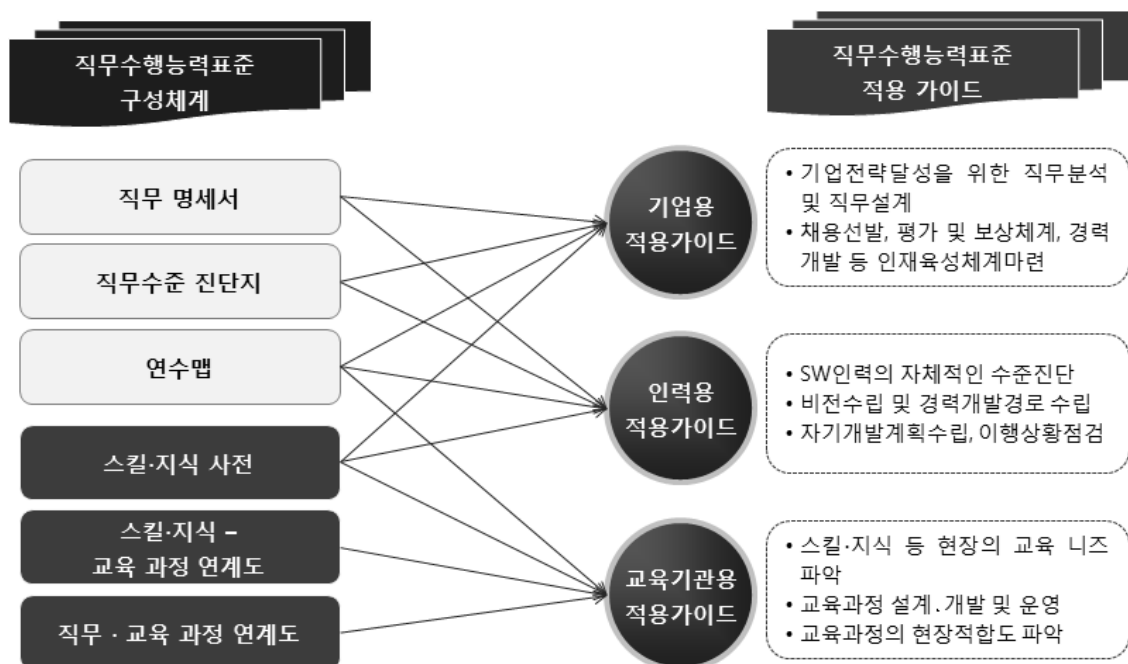 직무수행능력표준
구성체계
직무수행능력표준
적용 가이드
직무 명세서
직무수준 진단지
연수맵
스킬·지식 사전
스킬·지식 –
교육 과정 연계도
직무 · 교육 과정 연계도
기업용
적용가이드
인력용
적용가이드
교육기관용
적용가이드
• 기업전략달성을 위한 직무분석
및 직무설계
• 채용선발, 평가 및 보상체계, 경력
개발 등 인재육성체계마련
• SW인력의 자체적인 수준진단
• 비전수립 및 경력개발경로 수립
• 자기개발계획수립, 이행상황점검
• 스킬·지식 등 현장의 교육 니즈
파악
• 교육과정 설계․개발 및 운영
• 교육과정의 현장적합도 파악